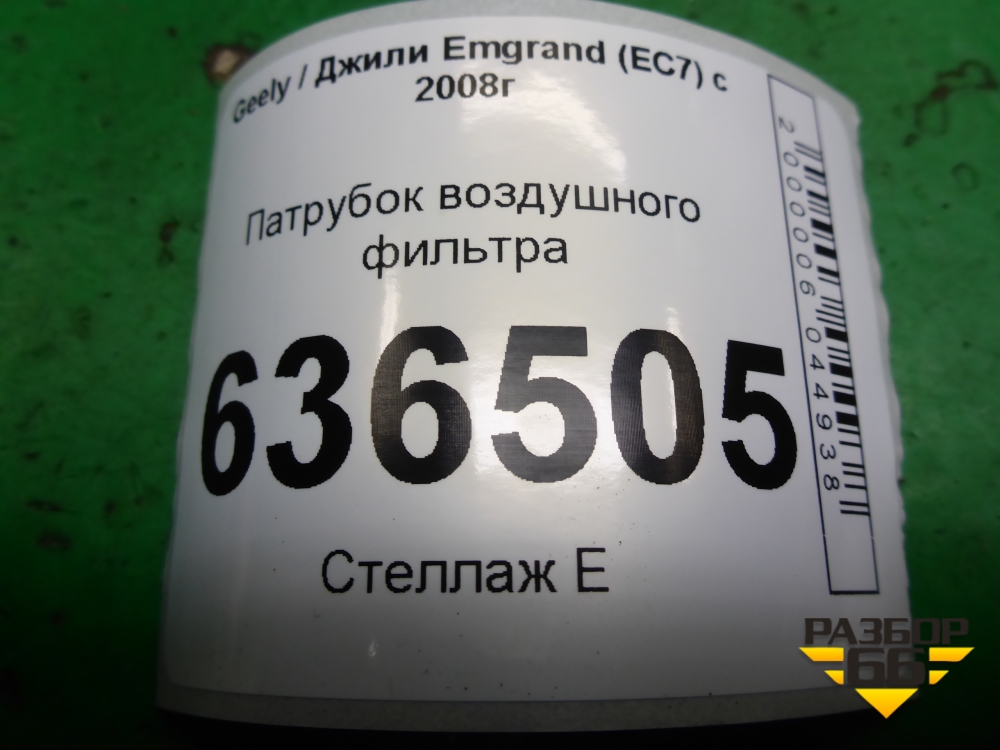 Geely / Джили Emgrand (EC7) с
2008г
Патрубок воздушного
фильтра
636505
Стеллаж Е
2000006044938
РАЗБОР
66